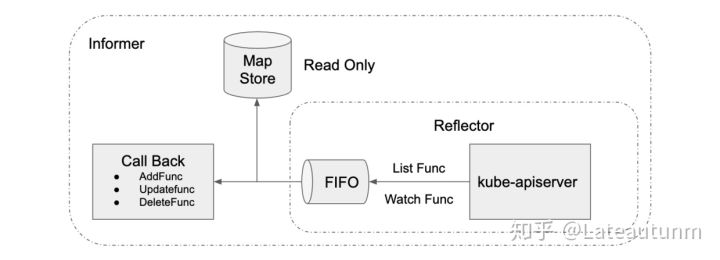 Informer
Map
Store
Read Only
Reflector
Call Back
● AddFunc
● Updatefunc
● DeleteFunc
FIFO
List Func
Watch Func
kube-apiserver
知乎 @Lateautunm